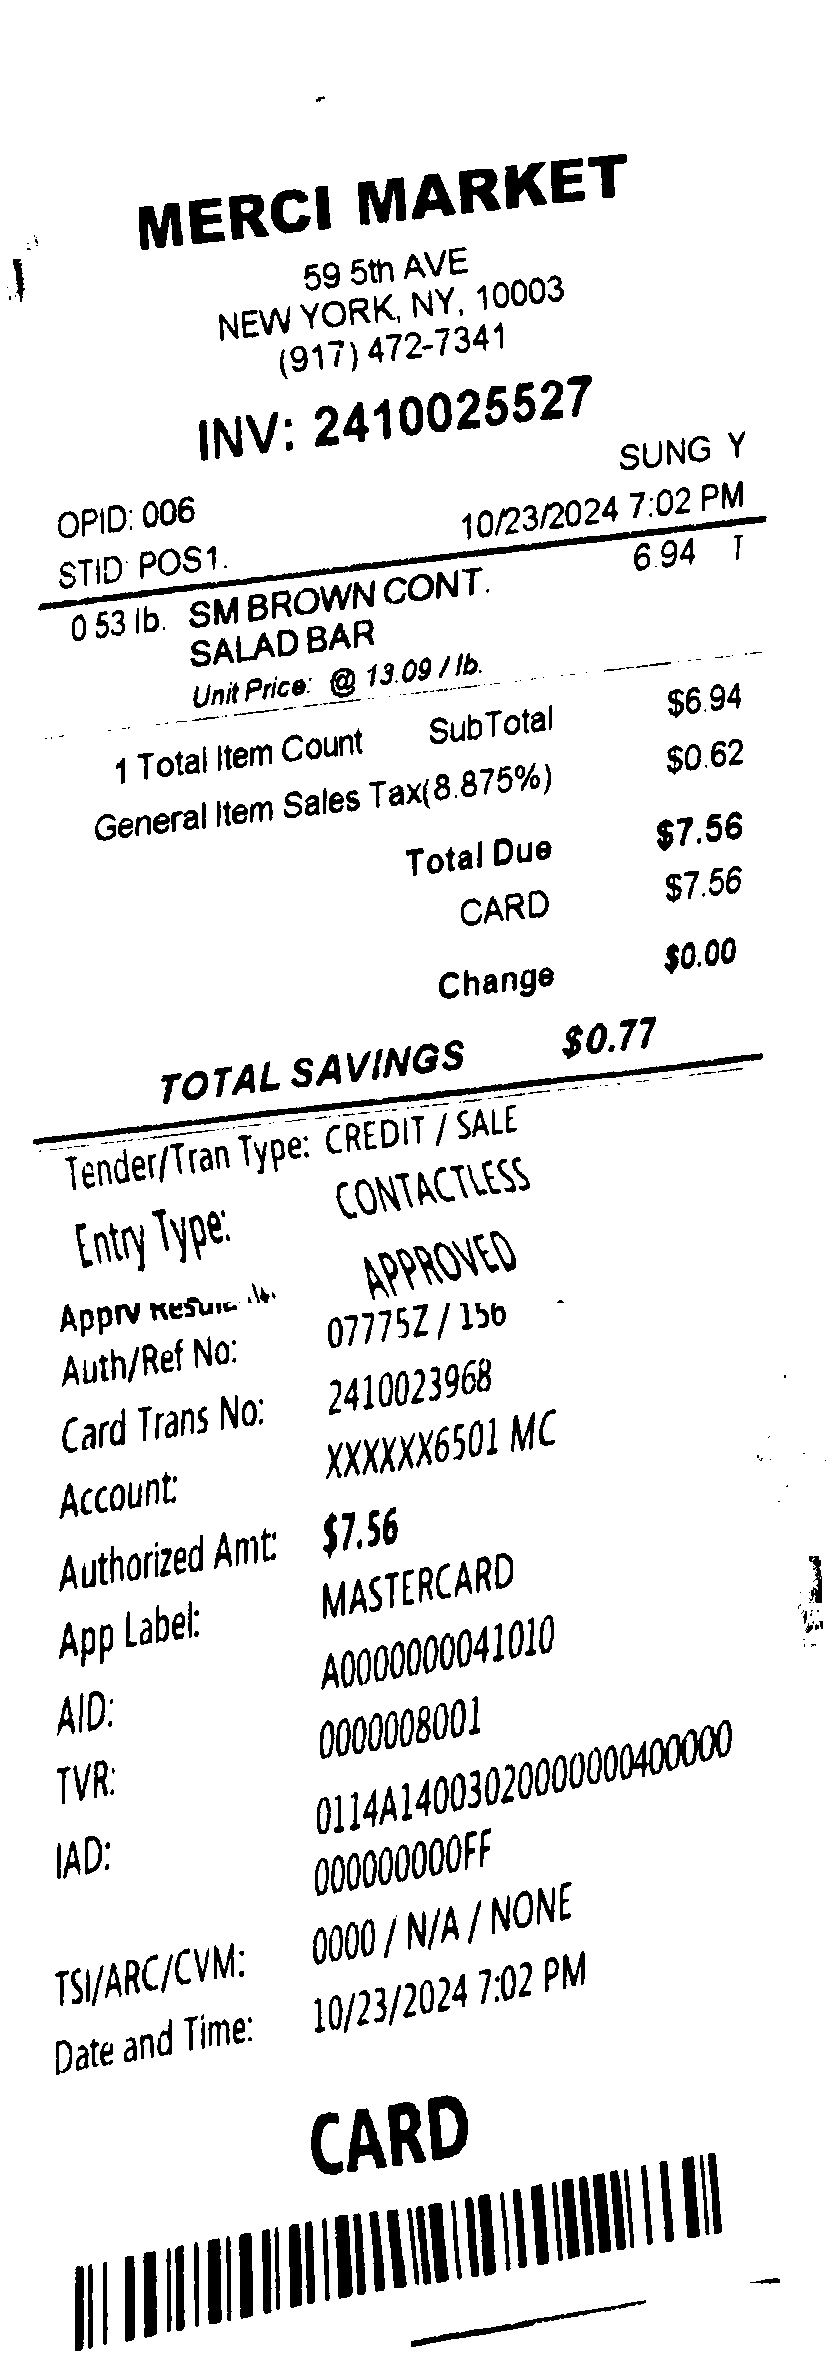 MERCI MARKET
59 5th AVE
NEW YORK, NY, 10003
(917) 472-7341
INV: 2410025527
SUNG Y
OPID: 006
10/23/2024 7:02 PM
STID: POS1.
0.53 lb. SM BROWN CONT. 6.94 T
SALAD BAR
Unit Price: @ 13.09 / lb.
1 Total Item Count SubTotal $6.94
General Item Sales Tax(8.875%) $0.62
Total Due $7.56
CARD $7.56
Change $0.00
TOTAL SAVINGS $0.77
Tender/Tran Type: CREDIT / SALE
Entry Type: CONTACTLESS
Apprv APPROVED
Auth/Ref No: 07775Z / 156
Card Trans No: 2410023968
Account: XXXXXX6501 MC
Authorized Amt: $7.56
App Label: MASTERCARD
AID: A0000000041010
TVR: 0000008001
IAD: 0114A14003020000000400000
000000000FF
TSI/ARC/CVM: 0000 / N/A / NONE
Date and Time: 10/23/2024 7:02 PM
CARD